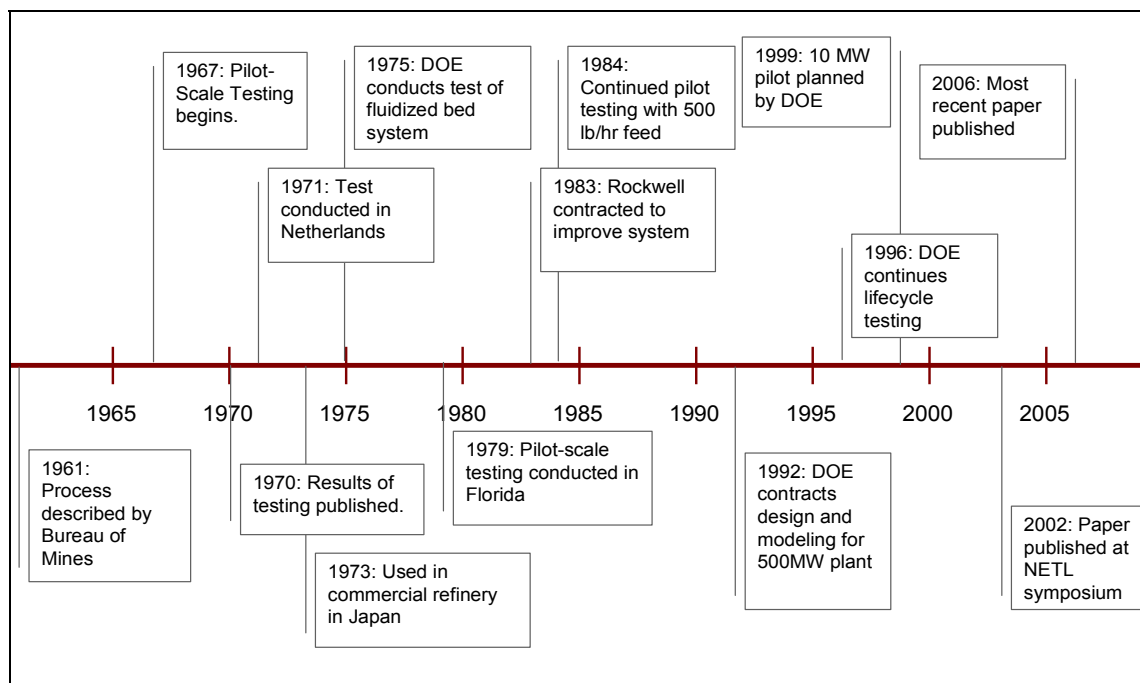 1967: Pilot-
Scale Testing
begins.
1975: DOE
conducts test of
fluidized bed
system
1984:
Continued pilot
testing with 500
lb/hr feed
1999: 10 MW
pilot planned
by DOE
2006: Most
recent paper
published
1971: Test
conducted in
Netherlands
1983: Rockwell
contracted to
improve system
1996: DOE
continues
lifecycle
testing
1965
1970
1975
1980
1985
1990
1995
2000
2005
1961:
Process
described by
Bureau of
Mines
1970: Results of
testing published.
1979: Pilot-scale
testing conducted in
Florida
1992: DOE
contracts
design and
modeling for
500MW plant
2002: Paper
published at
NETL
symposium
1973: Used in
commercial refinery
in Japan